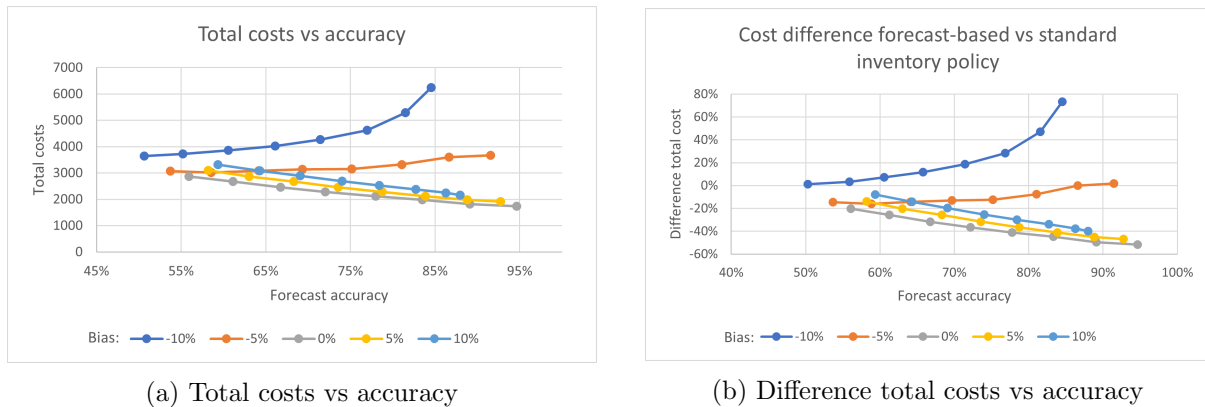 Total costs vs accuracy
7000
6000
5000
4000
3000
2000
1000
0
Total costs
45%
55%
65%
75%
85%
95%
Forecast accuracy
Bias: -10% -5% 0% 5% 10%
(a) Total costs vs accuracy
Cost difference forecast-based vs standard
inventory policy
80%
60%
40%
20%
0%
-20%
-40%
-60%
Difference total cost
40%
50%
60%
70%
80%
90%
100%
Forecast accuracy
Bias: -10% -5% 0% 5% 10%
(b) Difference total costs vs accuracy